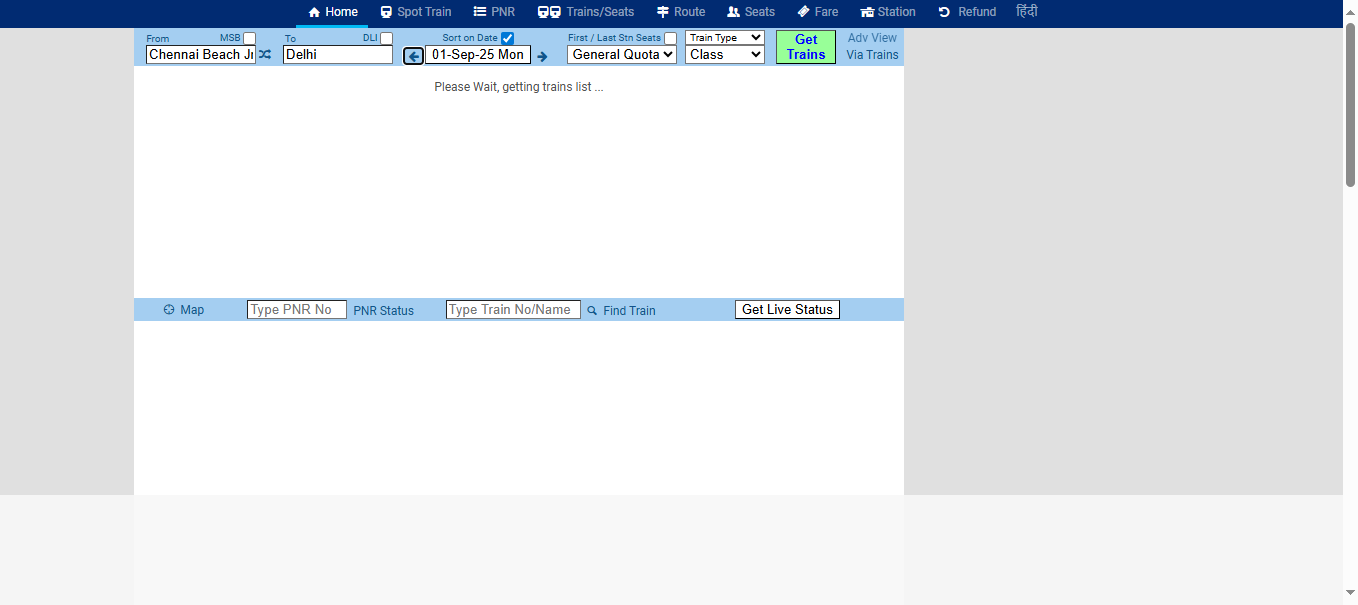 Home Spot Train PNR Trains/Seats Route Seats Fare Station Refund हिंदी
From MSB To DLI Sort on Date First / Last Stn Seats Train Type Get Trains Adv View
Chennai Beach Delhi 01-Sep-25 Mon General Quota Class Via Trains
Please Wait, getting trains list ...
Map Type PNR No PNR Status Type Train No/Name Find Train Get Live Status